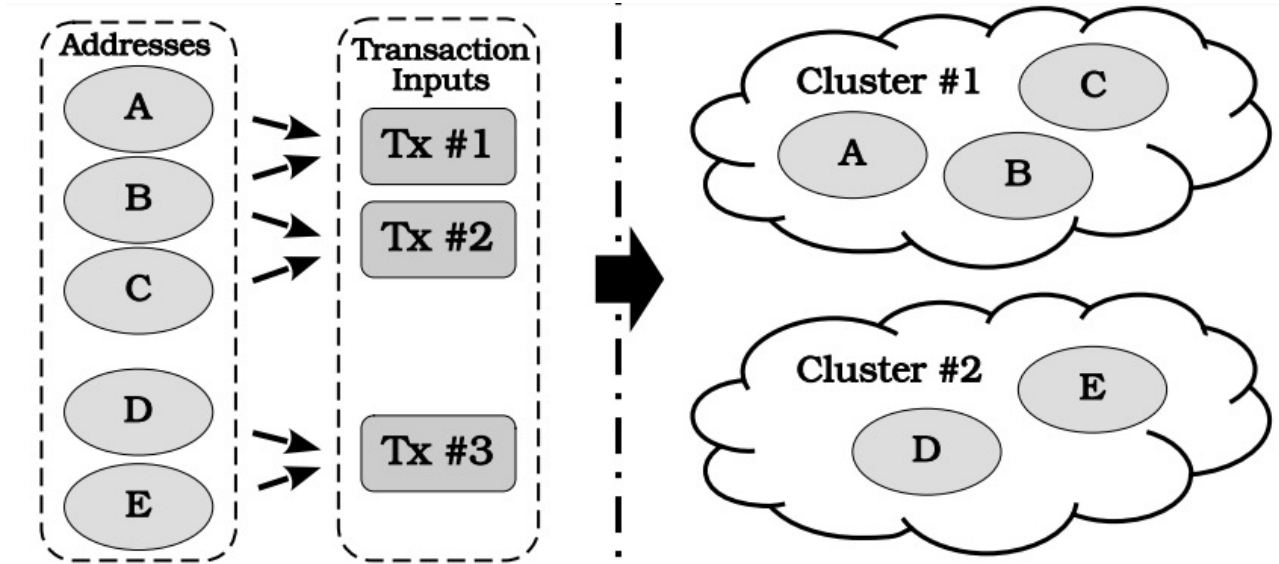 Addresses
A
B
C
D
E
Transaction
Inputs
Tx #1
Tx #2
Tx #3
Cluster #1
C
A
B
Cluster #2
E
D